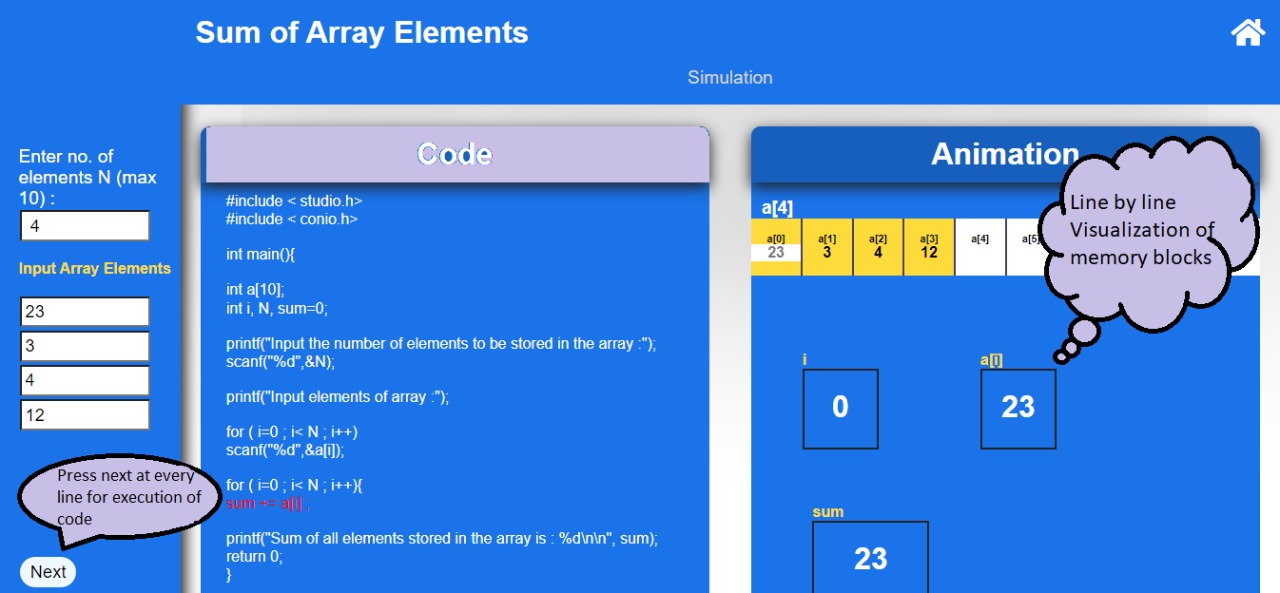 Sum of Array Elements
Simulation
Enter no. of
elements N (max
10) :
4
Input Array Elements
23
3
4
12
Press next at every
line for execution of
code
Next
Code
#include < studio.h>
#include < conio.h>
int main(){
int a[10];
int i, N, sum=0;
printf("Input the number of elements to be stored in the array :");
scanf("%d",&N);
printf("Input elements of array :");
for ( i=0 ; i< N ; i++)
scanf("%d",&a[i]);
for ( i=0 ; i< N ; i++){
sum += a[i] ;
printf("Sum of all elements stored in the array is : %d\n\n", sum);
return 0;
}
Animation
a[4]
a[0] a[1] a[2] a[3] a[4] a[5]
23 3 4 12
Line by line
Visualization of
memory blocks
i a[i]
0 23
sum
23